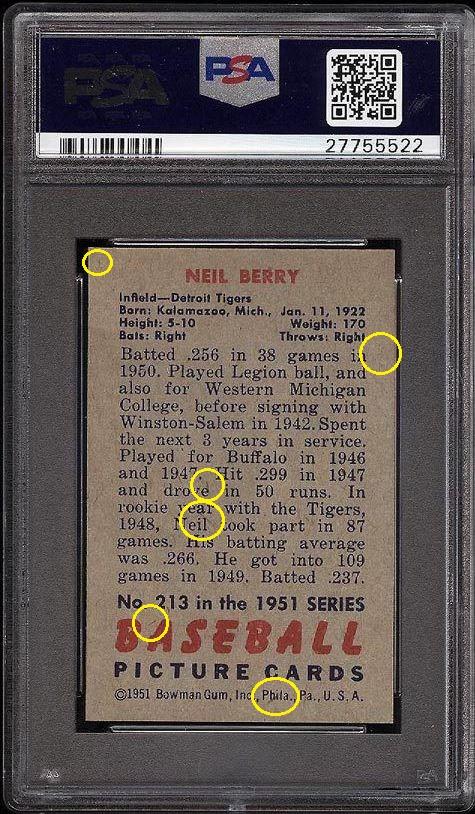 PSA
PSA
27755522
NEIL BERRY
Infield—Detroit Tigers
Born: Kalamazoo, Mich., Jan. 11, 1922
Height: 5-10 Weight: 170
Bats: Right Throws: Right
Batted .256 in 38 games in
1950. Played Legion ball, and
also for Western Michigan
College, before signing with
Winston-Salem in 1942. Spent
the next 3 years in service.
Played for Buffalo in 1946
and 1947. Hit .299 in 1947
and drove in 50 runs. In
rookie year with the Tigers,
1948, Neil took part in 87
games. His batting average
was .266. He got into 109
games in 1949. Batted .237.
No. 213 in the 1951 SERIES
BASEBALL
PICTURE CARDS
©1951 Bowman Gum, Inc., Phila., Pa., U.S.A.